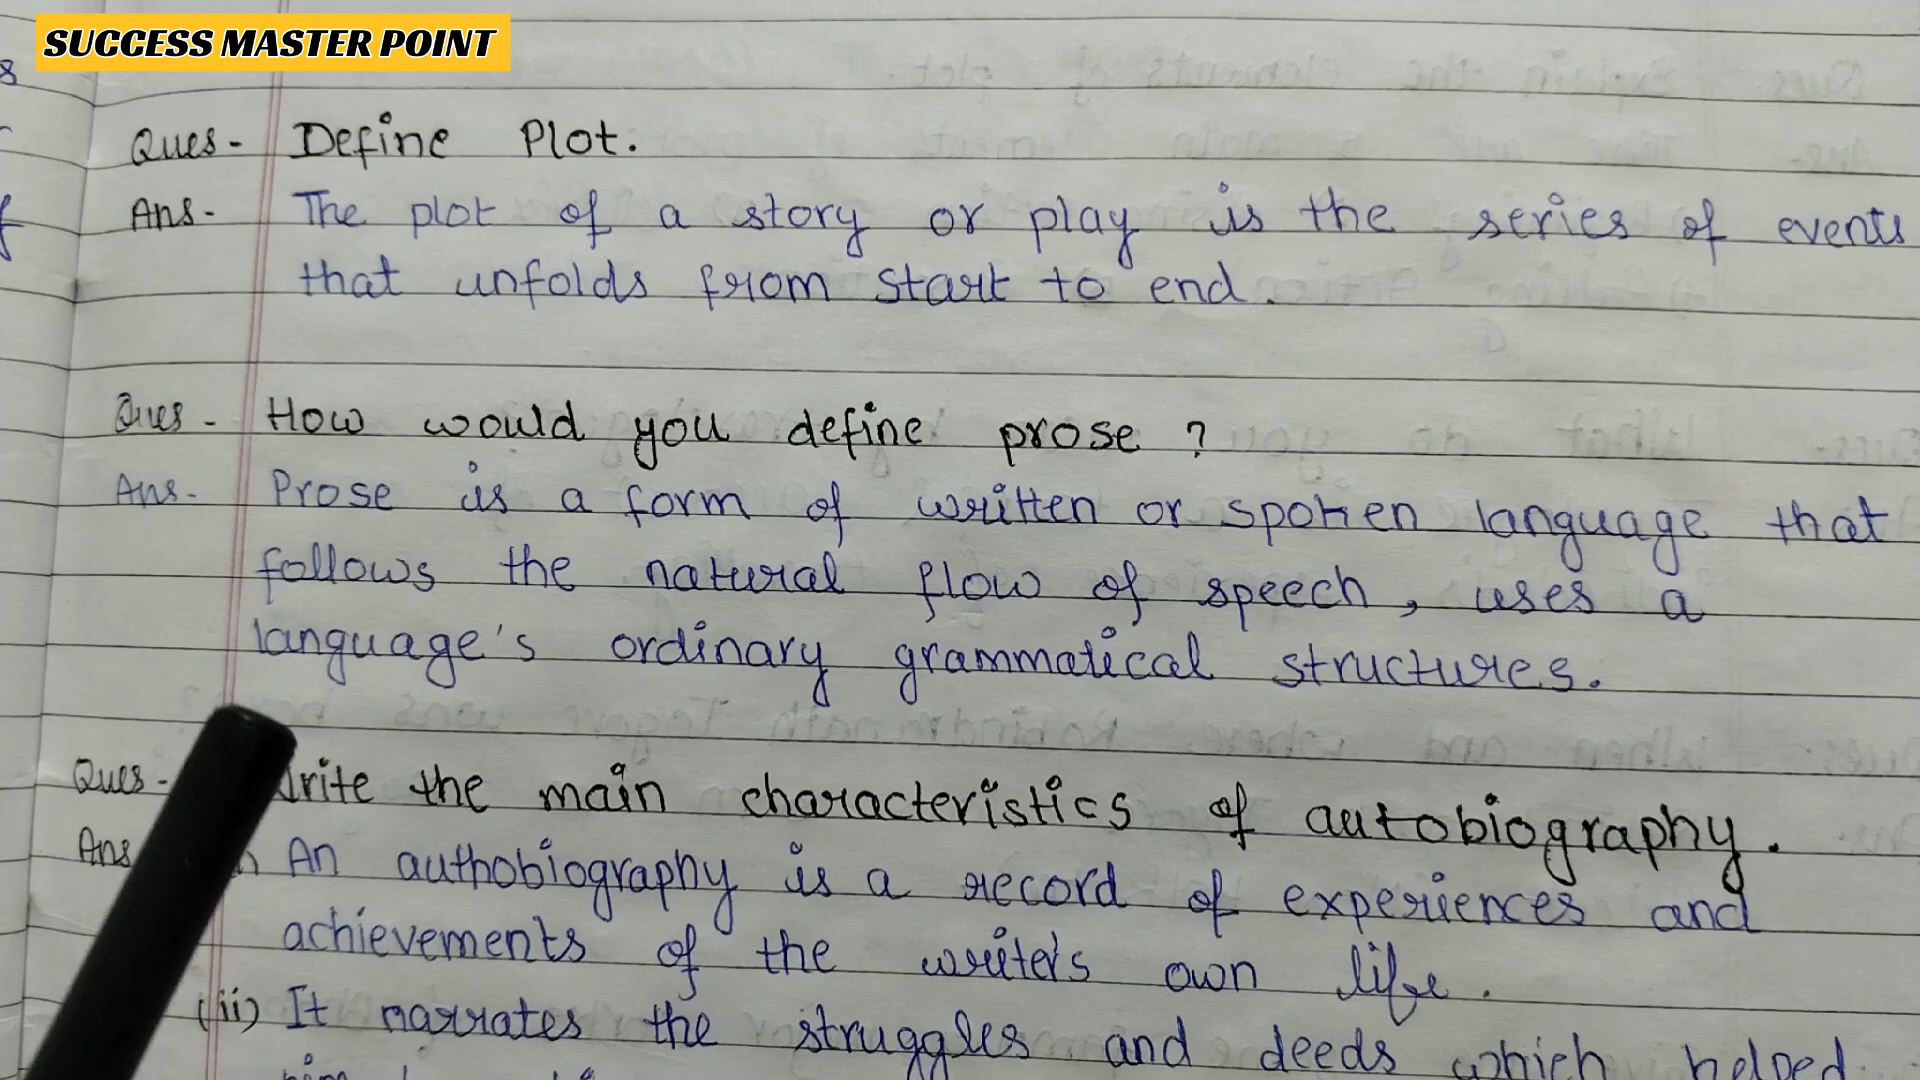 SUCCESS MASTER POINT
Ques- Define Plot.
Ans- The plot of a story or play is the series of events
that unfolds from start to end.
Ques- How would you define prose ?
Ans- Prose is a form of written or spoken language that
follows the natural flow of speech, uses a
language's ordinary grammatical structures.
Ques- Write the main characteristics of autobiography.
Ans An authobiography is a record of experiences and
achievements of the writer's own life.
(ii) It narrates the struggles and deeds which helped